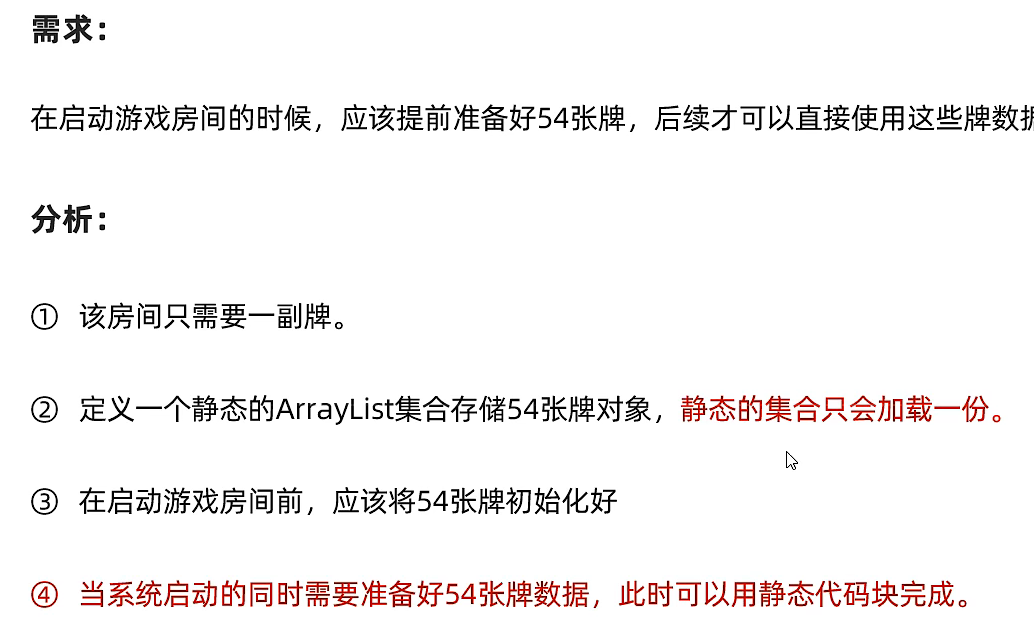 需求：
在启动游戏房间的时候，应该提前准备好54张牌，后续才可以直接使用这些牌数据
分析：
① 该房间只需要一副牌。
② 定义一个静态的ArrayList集合存储54张牌对象，静态的集合只会加载一份。
③ 在启动游戏房间前，应该将54张牌初始化好
④ 当系统启动的同时需要准备好54张牌数据，此时可以用静态代码块完成。